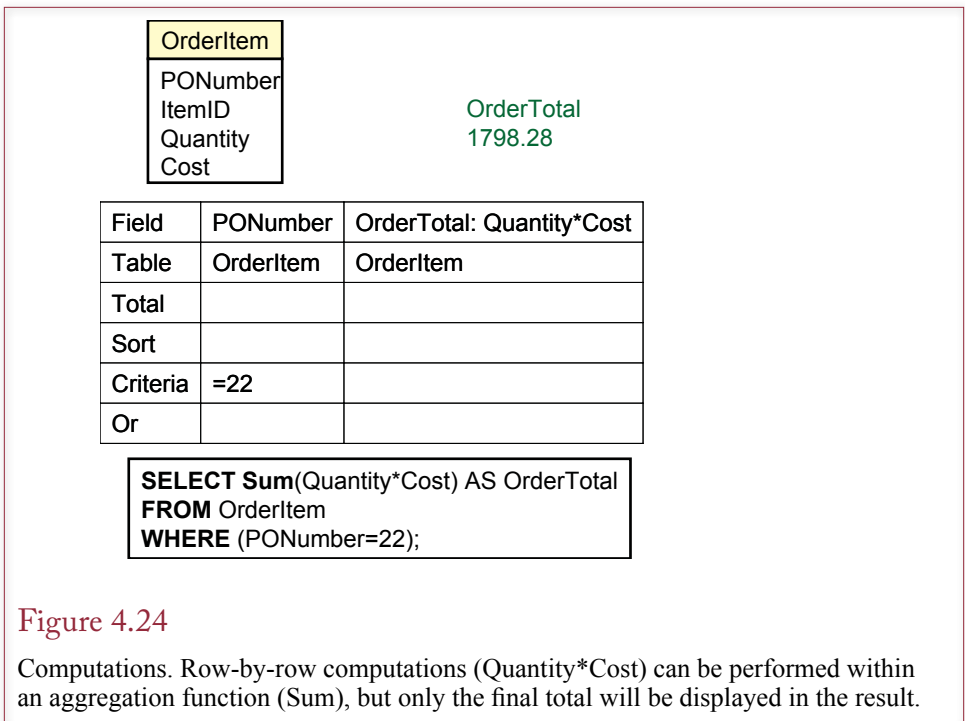 OrderItem
PONumber
ItemID
Quantity
Cost
OrderTotal
1798.28
Field PONumber OrderTotal: Quantity*Cost
Table OrderItem OrderItem
Total
Sort
Criteria =22
Or
SELECT Sum(Quantity*Cost) AS OrderTotal
FROM OrderItem
WHERE (PONumber=22);
Figure 4.24
Computations. Row-by-row computations (Quantity*Cost) can be performed within
an aggregation function (Sum), but only the final total will be displayed in the result.